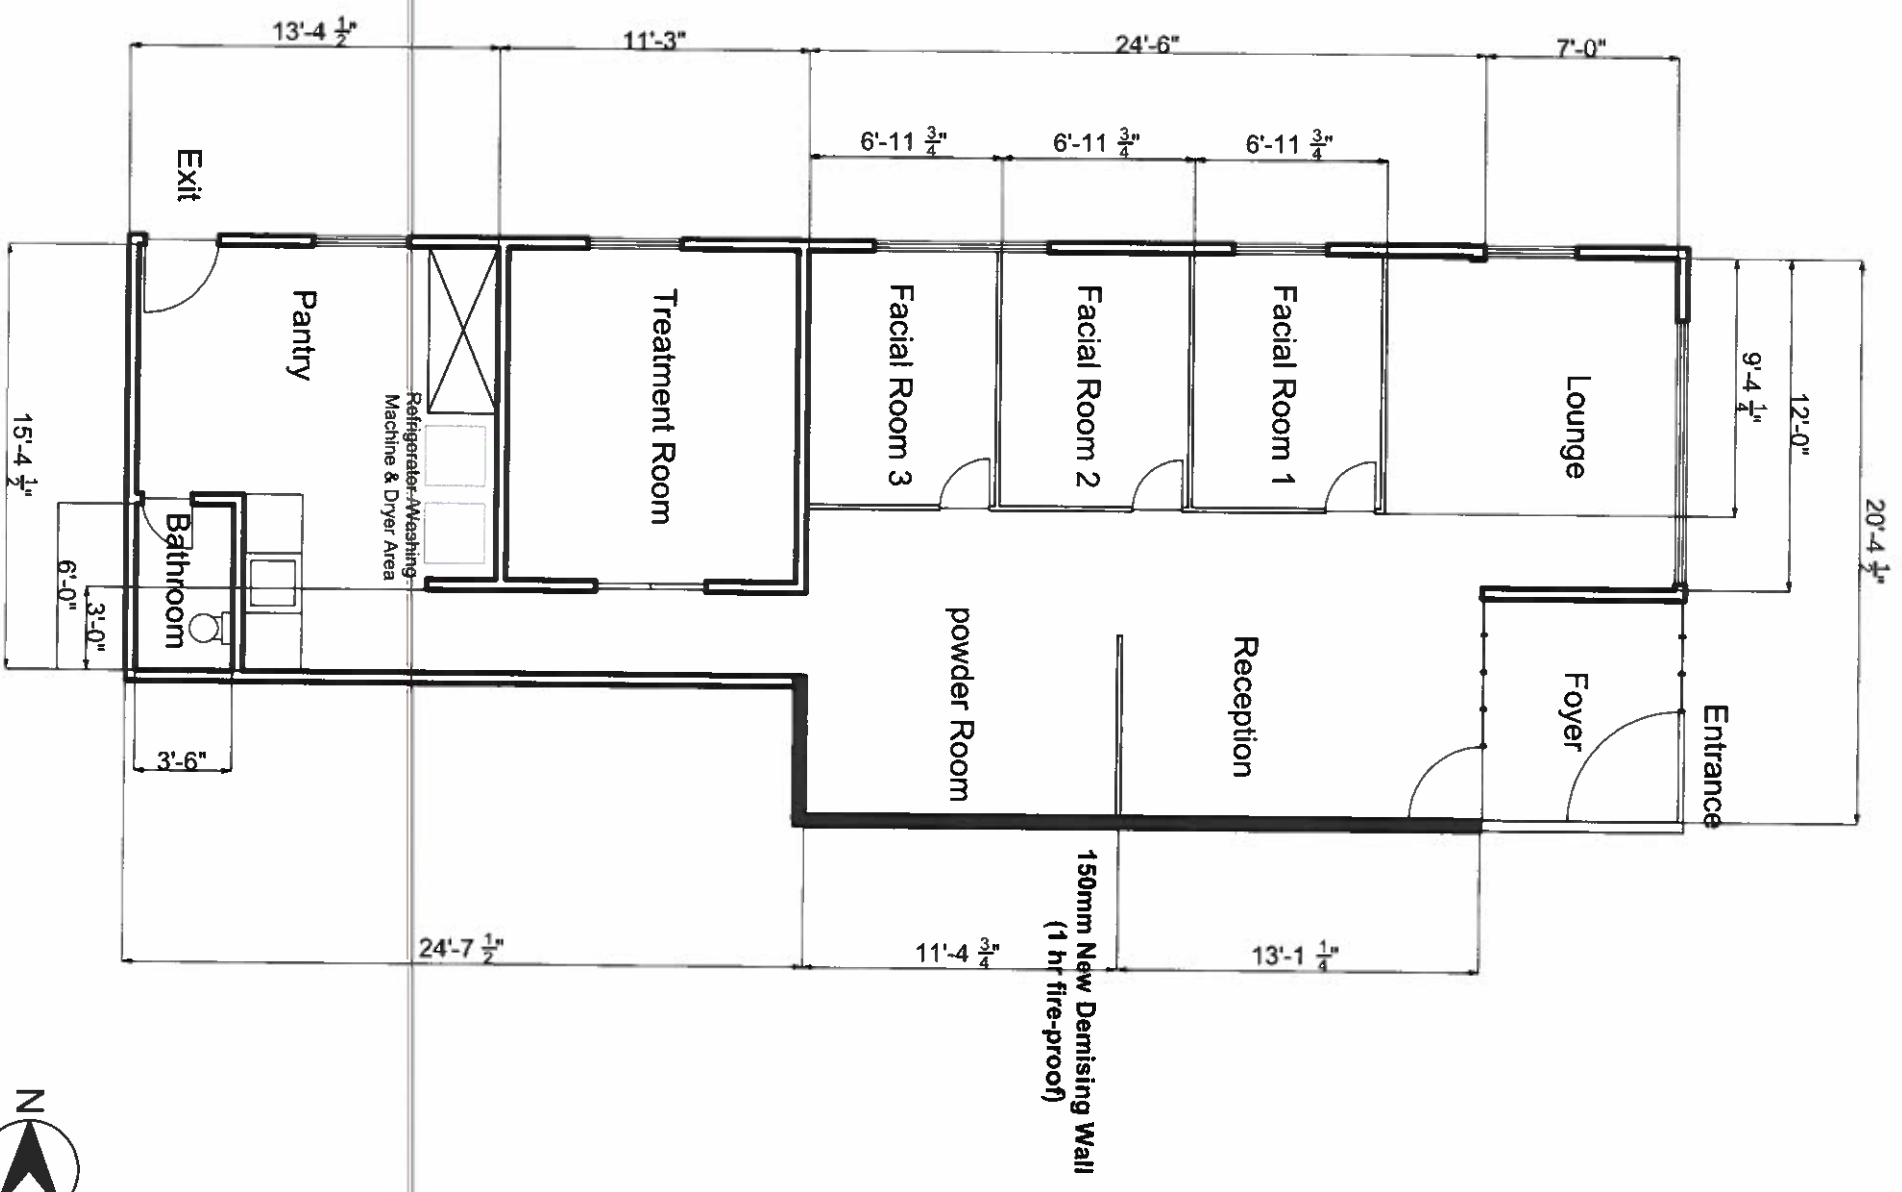 13'-4 1/2"
11'-3"
24'-6"
7'-0"
6'-11 3/4"
6'-11 3/4"
6'-11 3/4"
Exit
Pantry
Refrigerator.Washing
Machine & Dryer Area
Treatment Room
Facial Room 3
Facial Room 2
Facial Room 1
Lounge
9'-4 1/4"
12'-0"
20'-4 1/2"
15'-4 1/2"
6'-0"
3'-0"
Bathroom
3'-6"
powder Room
Reception
Foyer
Entrance
150mm New Demising Wall
(1 hr fire-proof)
24'-7 1/2"
11'-4 3/4"
13'-1 1/4"
N